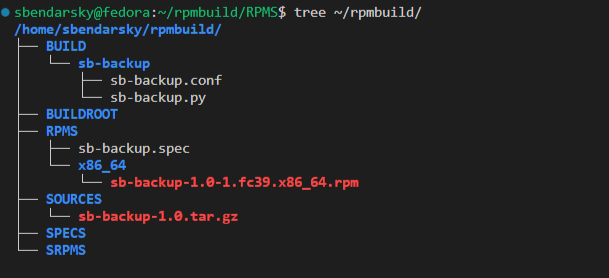 sbendarsky@fedora:~/rpmbuild/RPMS$ tree ~/rpmbuild/
/home/sbendarsky/rpmbuild/
├── BUILD
│   └── sb-backup
│       ├── sb-backup.conf
│       └── sb-backup.py
├── BUILDROOT
├── RPMS
│   ├── sb-backup.spec
│   └── x86_64
│       └── sb-backup-1.0-1.fc39.x86_64.rpm
├── SOURCES
│   └── sb-backup-1.0.tar.gz
├── SPECS
└── SRPMS